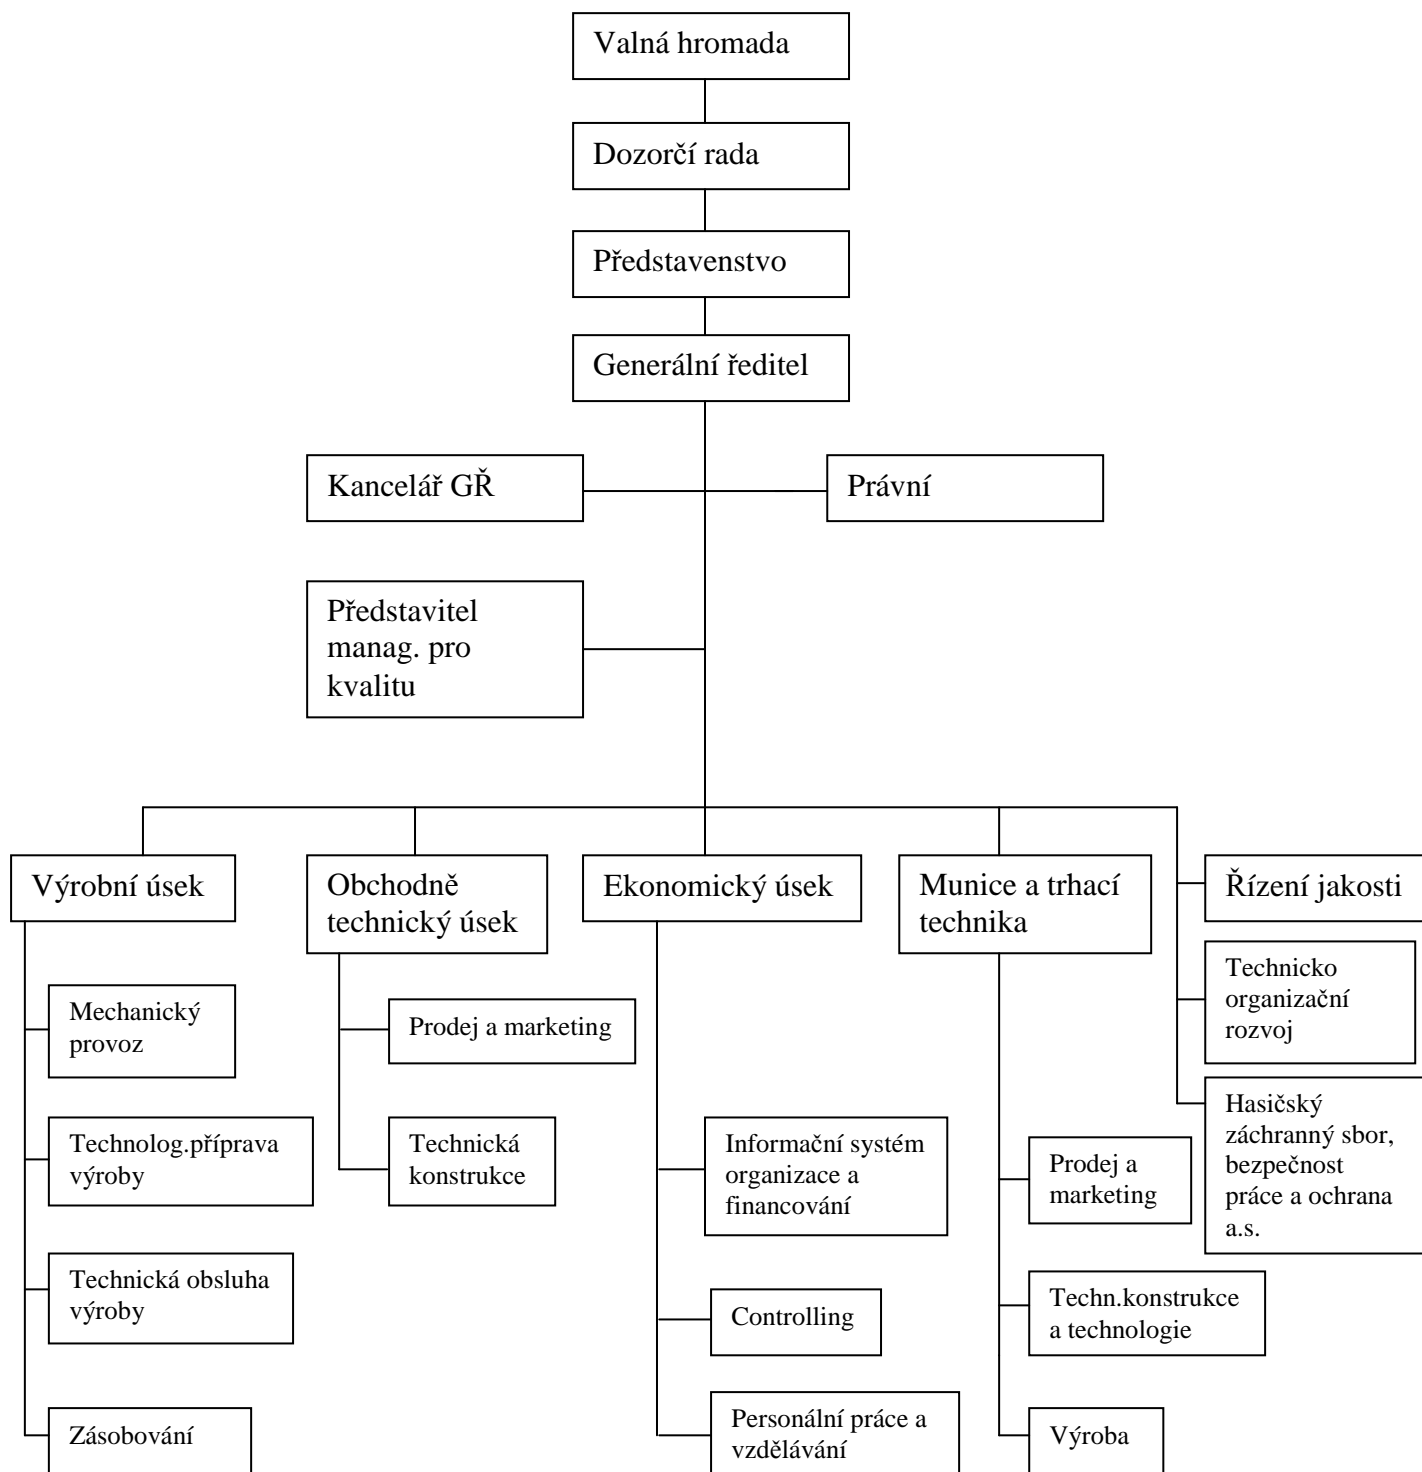 Valná hromada
Dozorčí rada
Představenstvo
Generální ředitel
Kancelář GŘ
Právní
Představitel
manag. pro
kvalitu
Výrobní úsek
Mechanický
provoz
Technolog.příprava
výroby
Technická obsluha
výroby
Zásobování
Obchodně
technický úsek
Prodej a marketing
Technická
konstrukce
Ekonomický úsek
Informační systém
organizace a
financování
Controlling
Personální práce a
vzdělávání
Munice a trhací
technika
Prodej a
marketing
Techn.konstrukce
a technologie
Výroba
Řízení jakosti
Technicko
organizační
rozvoj
Hasičský
záchranný sbor,
bezpečnost
práce a ochrana
a.s.